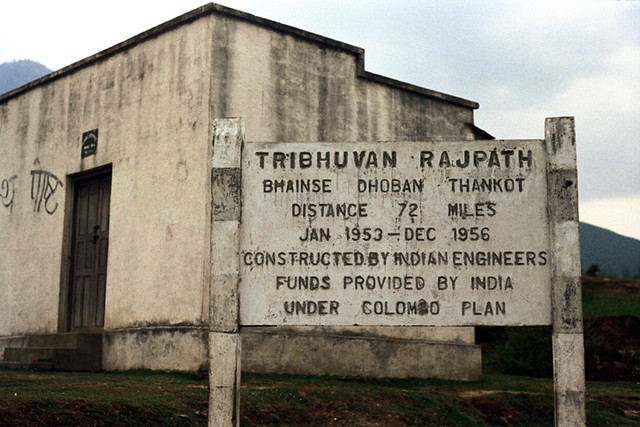 TRIBHUVAN RAJPATH
BHAINSE DHOBAN THANKOT
DISTANCE 72 MILES
JAN 1953-DEC 1956
CONSTRUCTED BY INDIAN ENGINEERS
FUNDS PROVIDED BY INDIA
UNDER COLOMBO PLAN